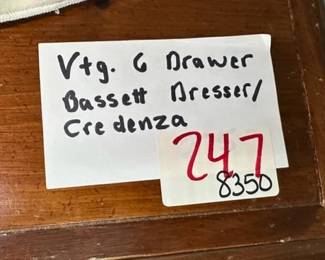 Vtg. 6 Drawer
Bassett Dresser/
Credenza
247
8350